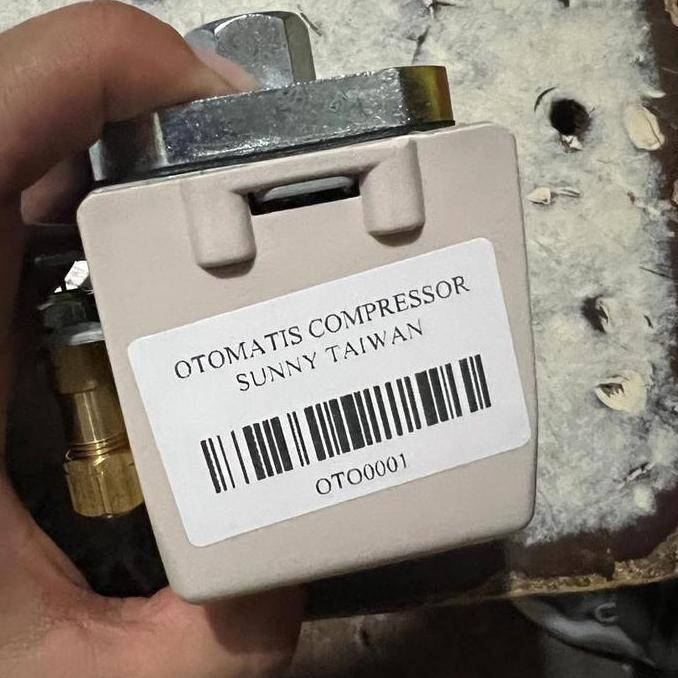 OTOMATIS COMPRESSOR
SUNNY TAIWAN
OTO0001